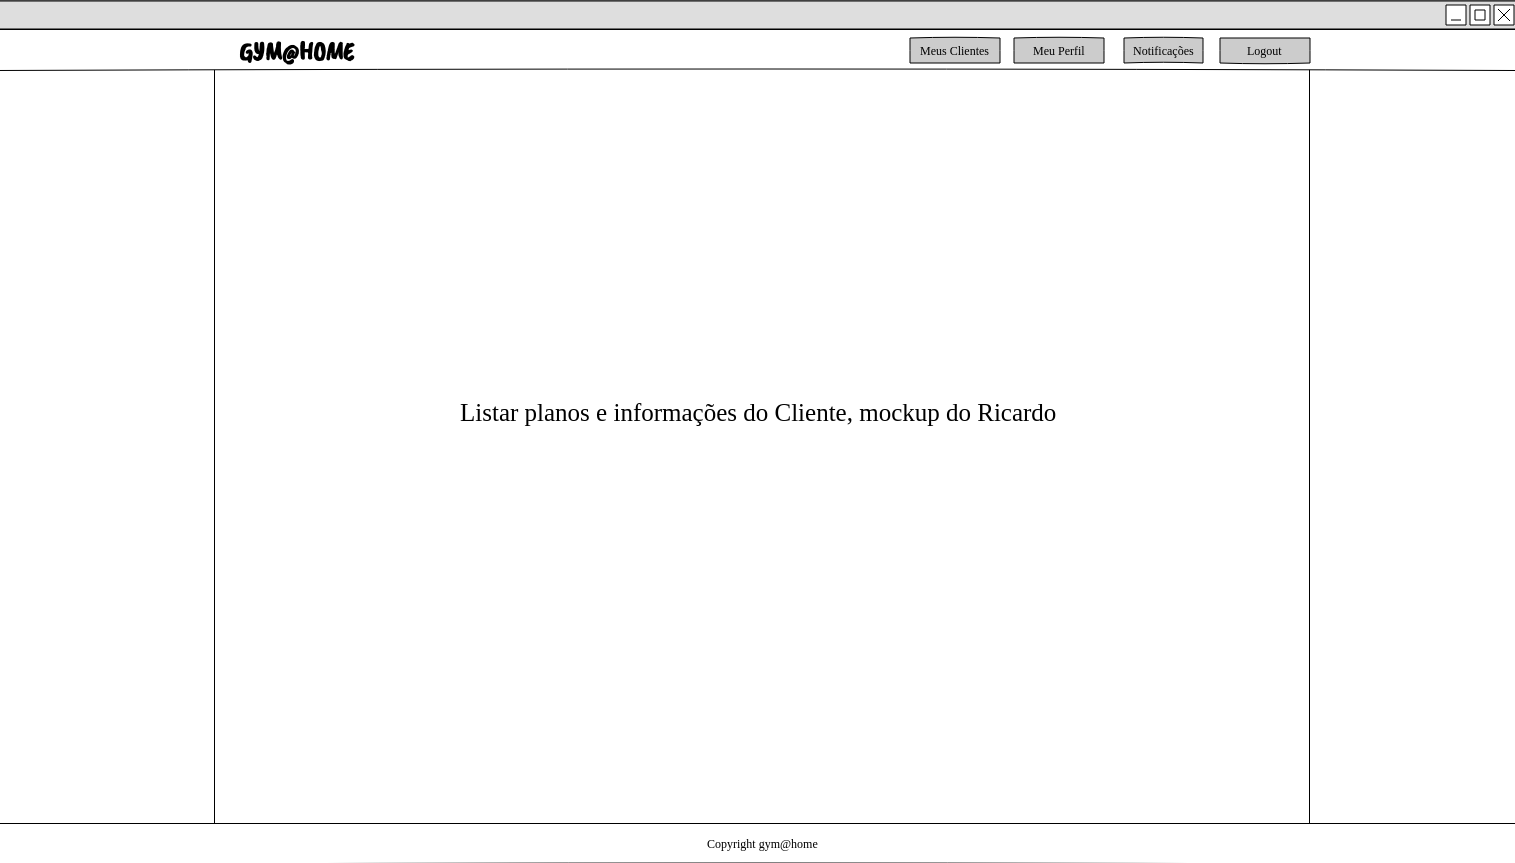 GYM@HOME
Meus Clientes
Meu Perfil
Notificações
Logout
Listar planos e informações do Cliente, mockup do Ricardo
Copyright gym@home